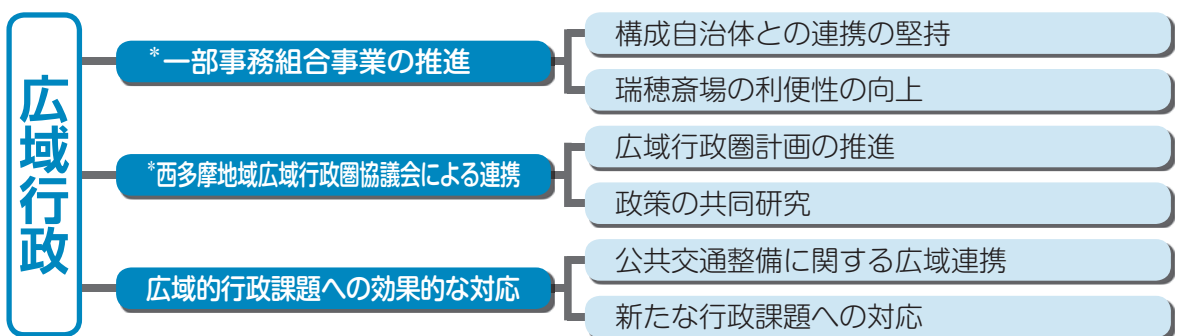 広域行政
*一部事務組合事業の推進
構成自治体との連携の堅持
瑞穂斎場の利便性の向上
*西多摩地域広域行政圏協議会による連携
広域行政圏計画の推進
政策の共同研究
広域的行政課題への効果的な対応
公共交通整備に関する広域連携
新たな行政課題への対応